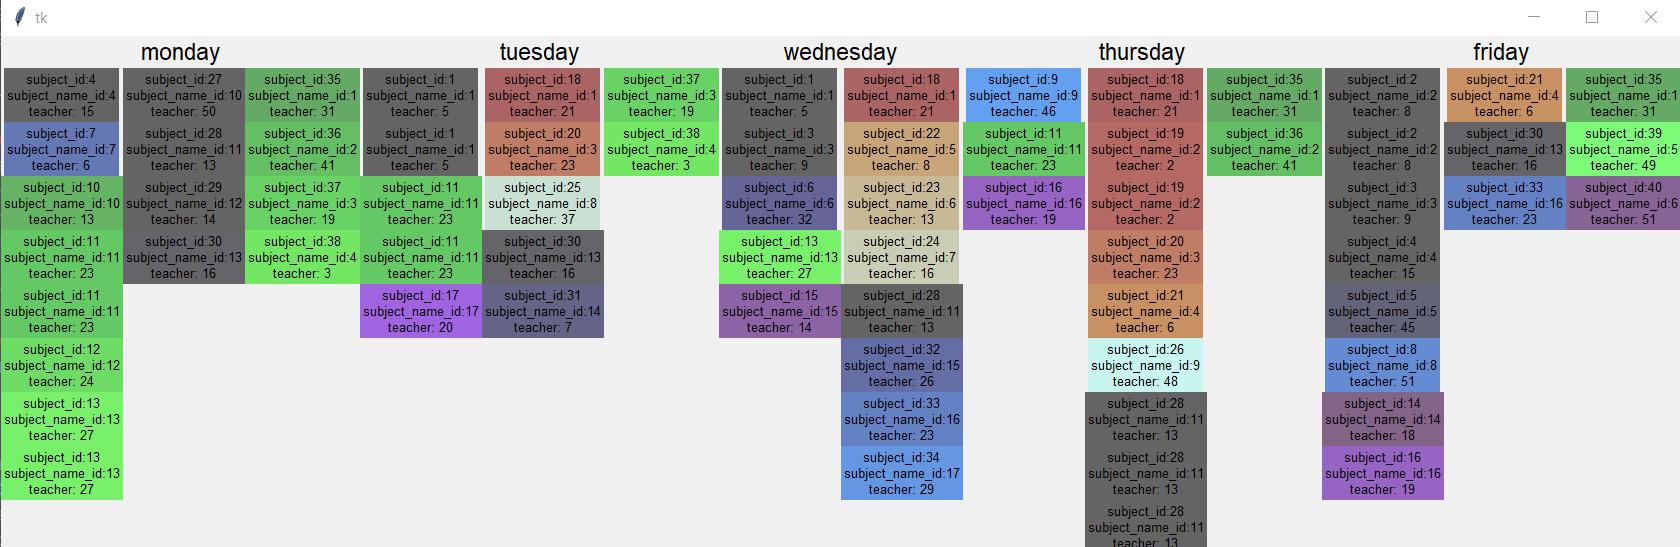 tk
monday
subject_id:4
subject_name_id:4
teacher: 15
subject_id:7
subject_name_id:7
teacher: 6
subject_id:10
subject_name_id:10
teacher: 13
subject_id:11
subject_name_id:11
teacher: 23
subject_id:11
subject_name_id:11
teacher: 23
subject_id:12
subject_name_id:12
teacher: 24
subject_id:13
subject_name_id:13
teacher: 27
subject_id:13
subject_name_id:13
teacher: 27
subject_id:27
subject_name_id:10
teacher: 50
subject_id:28
subject_name_id:11
teacher: 13
subject_id:29
subject_name_id:12
teacher: 14
subject_id:30
subject_name_id:13
teacher: 16
subject_id:35
subject_name_id:1
teacher: 31
subject_id:36
subject_name_id:2
teacher: 41
subject_id:37
subject_name_id:3
teacher: 19
subject_id:38
subject_name_id:4
teacher: 3
tuesday
subject_id:1
subject_name_id:1
teacher: 5
subject_id:1
subject_name_id:1
teacher: 5
subject_id:11
subject_name_id:11
teacher: 23
subject_id:11
subject_name_id:11
teacher: 23
subject_id:17
subject_name_id:17
teacher: 20
subject_id:18
subject_name_id:1
teacher: 21
subject_id:20
subject_name_id:3
teacher: 23
subject_id:25
subject_name_id:8
teacher: 37
subject_id:30
subject_name_id:13
teacher: 16
subject_id:31
subject_name_id:14
teacher: 7
subject_id:37
subject_name_id:3
teacher: 19
subject_id:38
subject_name_id:4
teacher: 3
wednesday
subject_id:1
subject_name_id:1
teacher: 5
subject_id:3
subject_name_id:3
teacher: 9
subject_id:6
subject_name_id:6
teacher: 32
subject_id:13
subject_name_id:13
teacher: 27
subject_id:15
subject_name_id:15
teacher: 14
subject_id:18
subject_name_id:1
teacher: 21
subject_id:22
subject_name_id:5
teacher: 8
subject_id:23
subject_name_id:6
teacher: 13
subject_id:24
subject_name_id:7
teacher: 16
subject_id:28
subject_name_id:11
teacher: 13
subject_id:32
subject_name_id:15
teacher: 26
subject_id:33
subject_name_id:16
teacher: 23
subject_id:34
subject_name_id:17
teacher: 29
thursday
subject_id:9
subject_name_id:9
teacher: 46
subject_id:11
subject_name_id:11
teacher: 23
subject_id:16
subject_name_id:16
teacher: 19
subject_id:18
subject_name_id:1
teacher: 21
subject_id:19
subject_name_id:2
teacher: 2
subject_id:19
subject_name_id:2
teacher: 2
subject_id:20
subject_name_id:3
teacher: 23
subject_id:21
subject_name_id:4
teacher: 6
subject_id:26
subject_name_id:9
teacher: 48
subject_id:28
subject_name_id:11
teacher: 13
subject_id:28
subject_name_id:11
teacher: 13
subject_id:28
subject_name_id:11
teacher: 13
subject_id:35
subject_name_id:1
teacher: 31
subject_id:36
subject_name_id:2
teacher: 41
friday
subject_id:2
subject_name_id:2
teacher: 8
subject_id:2
subject_name_id:2
teacher: 8
subject_id:3
subject_name_id:3
teacher: 9
subject_id:4
subject_name_id:4
teacher: 15
subject_id:5
subject_name_id:5
teacher: 45
subject_id:8
subject_name_id:8
teacher: 51
subject_id:14
subject_name_id:14
teacher: 18
subject_id:16
subject_name_id:16
teacher: 19
subject_id:21
subject_name_id:4
teacher: 6
subject_id:30
subject_name_id:13
teacher: 16
subject_id:33
subject_name_id:16
teacher: 23
subject_id:35
subject_name_id:1
teacher: 31
subject_id:39
subject_name_id:5
teacher: 49
subject_id:40
subject_name_id:6
teacher: 51